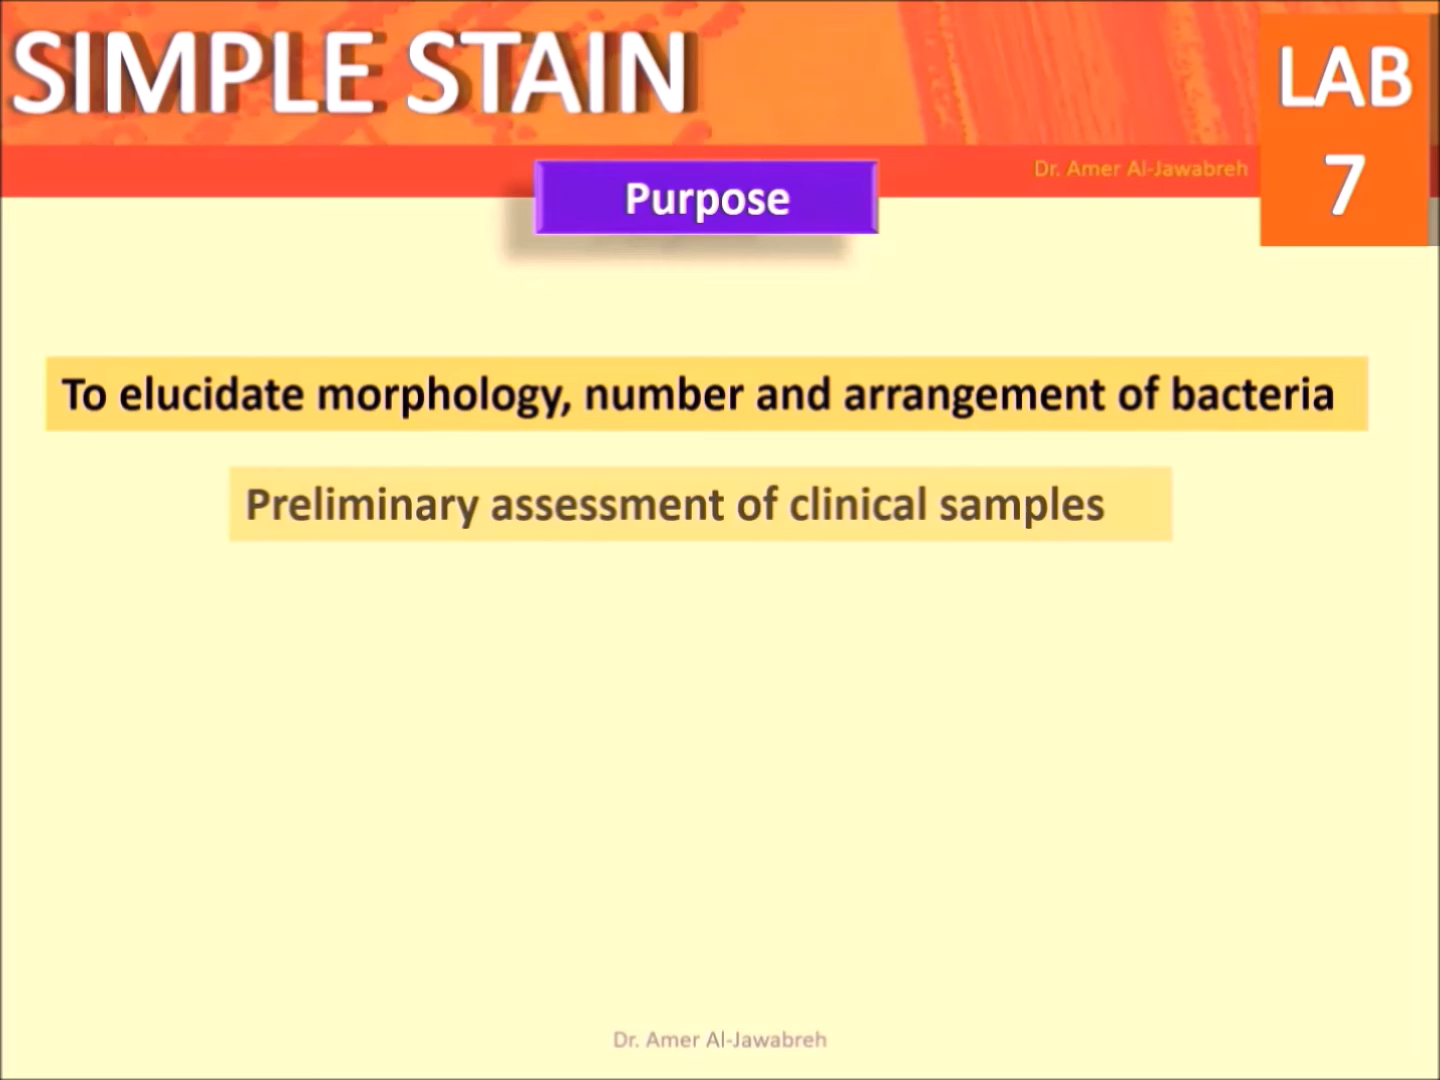 SIMPLE STAIN
LAB
7
Dr. Amer Al-Jawabreh
Purpose
To elucidate morphology, number and arrangement of bacteria
Preliminary assessment of clinical samples
Dr. Amer Al-Jawabreh